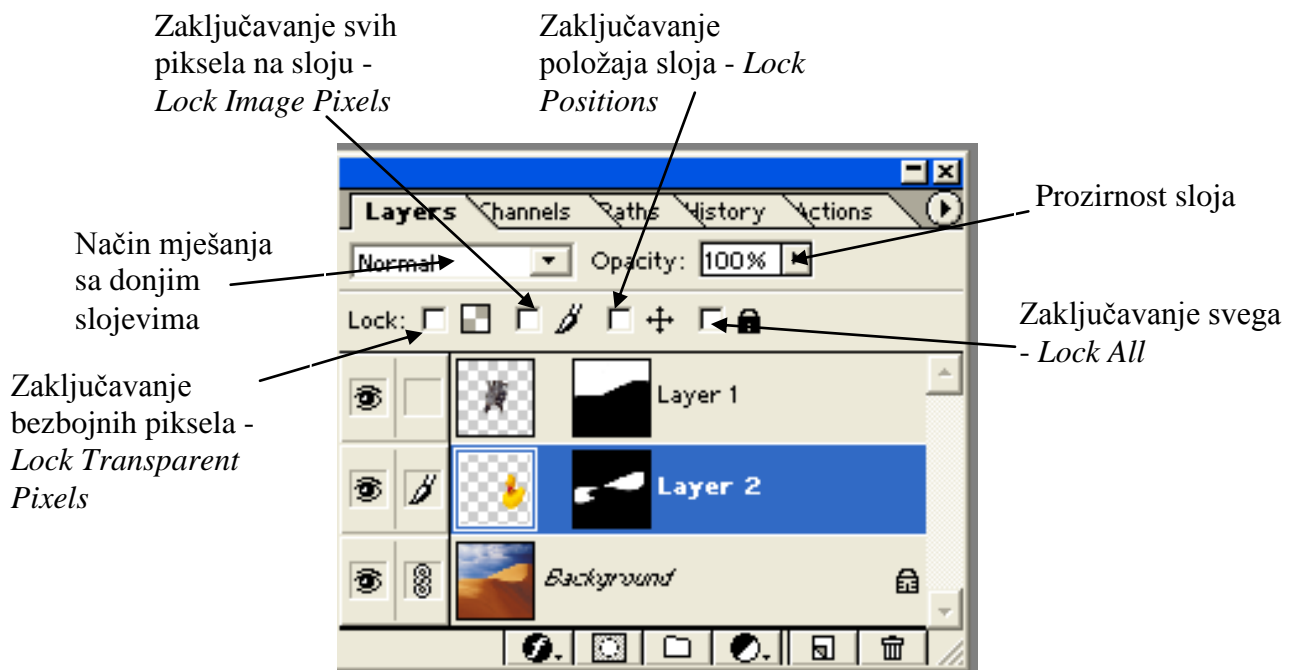 Zaključavanje svih
piksela na sloju -
Lock Image Pixels
Zaključavanje
položaja sloja - Lock
Positions
Prozirnost sloja
Način mješanja
sa donjim
slojevima
Zaključavanje svega
- Lock All
Zaključavanje
bezbojnih piksela -
Lock Transparent
Pixels
Layers Channels Paths History Actions
Normal Opacity: 100%
Lock:
Layer 1
Layer 2
Background